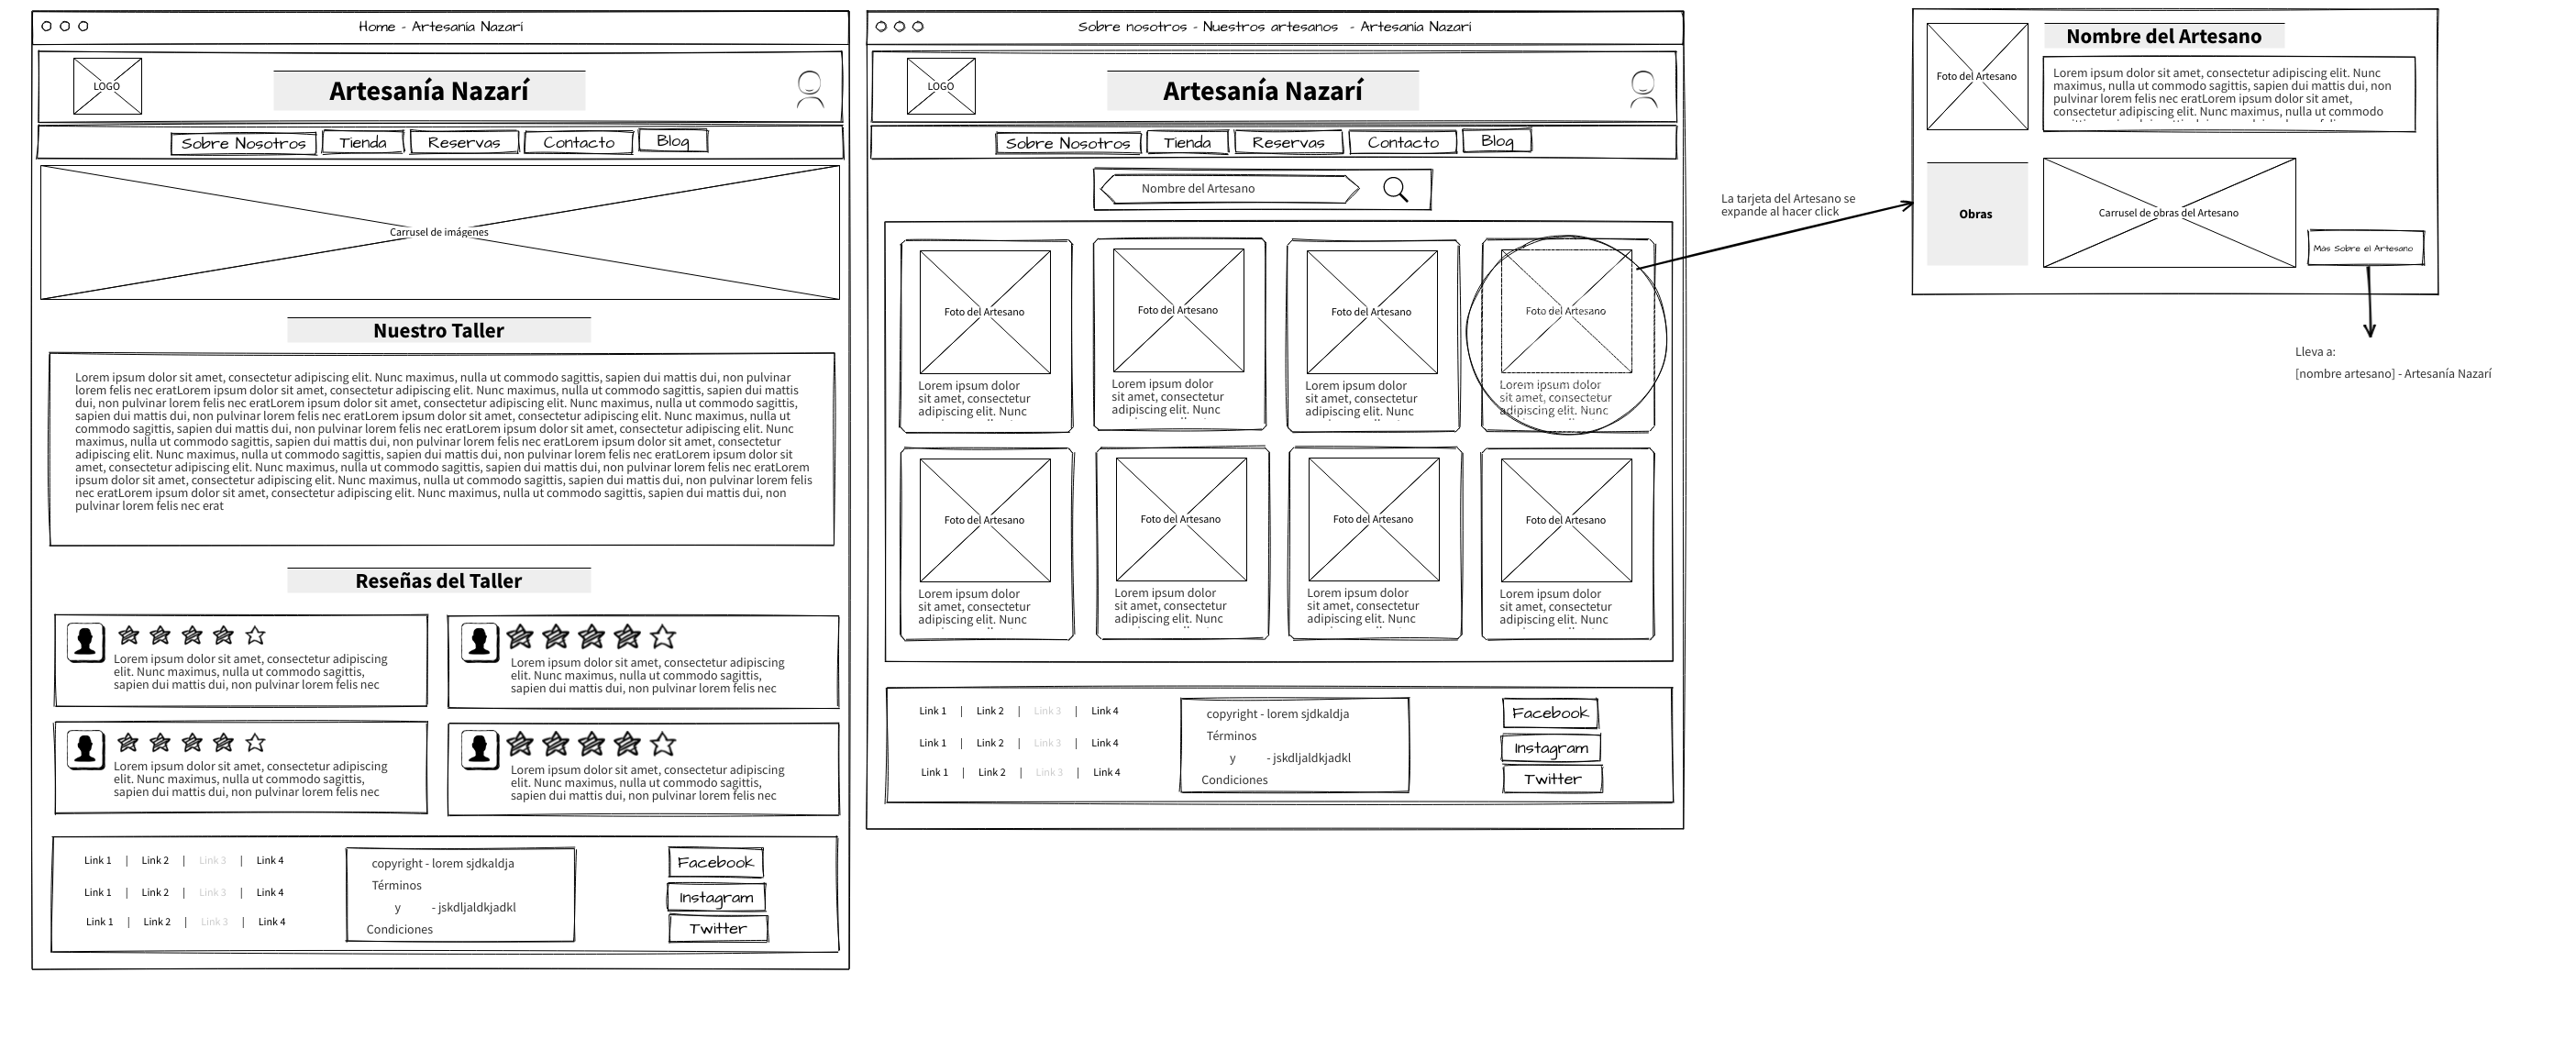 Home - Artesanía Nazarí
LOGO
Artesanía Nazarí
Sobre Nosotros
Tienda
Reservas
Contacto
Blog
Carrusel de imágenes
Nuestro Taller
Lorem ipsum dolor sit amet, consectetur adipiscing elit. Nunc maximus, nulla ut commodo sagittis, sapien dui mattis dui, non pulvinar
lorem felis nec eratLorem ipsum dolor sit amet, consectetur adipiscing elit. Nunc maximus, nulla ut commodo sagittis, sapien dui mattis
dui, non pulvinar lorem felis nec eratLorem ipsum dolor sit amet, consectetur adipiscing elit. Nunc maximus, nulla ut commodo sagittis,
sapien dui mattis dui, non pulvinar lorem felis nec eratLorem ipsum dolor sit amet, consectetur adipiscing elit. Nunc maximus, nulla ut
commodo sagittis, sapien dui mattis dui, non pulvinar lorem felis nec eratLorem ipsum dolor sit amet, consectetur adipiscing elit. Nunc
maximus, nulla ut commodo sagittis, sapien dui mattis dui, non pulvinar lorem felis nec eratLorem ipsum dolor sit amet, consectetur
adipiscing elit. Nunc maximus, nulla ut commodo sagittis, sapien dui mattis dui, non pulvinar lorem felis nec eratLorem ipsum dolor sit
amet, consectetur adipiscing elit. Nunc maximus, nulla ut commodo sagittis, sapien dui mattis dui, non pulvinar lorem felis nec eratLorem
ipsum dolor sit amet, consectetur adipiscing elit. Nunc maximus, nulla ut commodo sagittis, sapien dui mattis dui, non pulvinar lorem felis
nec eratLorem ipsum dolor sit amet, consectetur adipiscing elit. Nunc maximus, nulla ut commodo sagittis, sapien dui mattis dui, non
pulvinar lorem felis nec erat
Reseñas del Taller
Lorem ipsum dolor sit amet, consectetur adipiscing
elit. Nunc maximus, nulla ut commodo sagittis,
sapien dui mattis dui, non pulvinar lorem felis nec
Lorem ipsum dolor sit amet, consectetur adipiscing
elit. Nunc maximus, nulla ut commodo sagittis,
sapien dui mattis dui, non pulvinar lorem felis nec
Lorem ipsum dolor sit amet, consectetur adipiscing
elit. Nunc maximus, nulla ut commodo sagittis,
sapien dui mattis dui, non pulvinar lorem felis nec
Lorem ipsum dolor sit amet, consectetur adipiscing
elit. Nunc maximus, nulla ut commodo sagittis,
sapien dui mattis dui, non pulvinar lorem felis nec
Link 1 | Link 2 | Link 3 | Link 4
Link 1 | Link 2 | Link 3 | Link 4
Link 1 | Link 2 | Link 3 | Link 4
copyright - lorem sjdkaldja
Términos
y - jskdljaldkjadkl
Condiciones
Facebook
Instagram
Twitter
Sobre nosotros - Nuestros artesanos - Artesanía Nazarí
LOGO
Artesanía Nazarí
Sobre Nosotros
Tienda
Reservas
Contacto
Blog
Nombre del Artesano
Foto del Artesano
Lorem ipsum dolor
sit amet, consectetur
adipiscing elit. Nunc
Foto del Artesano
Lorem ipsum dolor
sit amet, consectetur
adipiscing elit. Nunc
Foto del Artesano
Lorem ipsum dolor
sit amet, consectetur
adipiscing elit. Nunc
Foto del Artesano
Lorem ipsum dolor
sit amet, consectetur
adipiscing elit. Nunc
Foto del Artesano
Lorem ipsum dolor
sit amet, consectetur
adipiscing elit. Nunc
Foto del Artesano
Lorem ipsum dolor
sit amet, consectetur
adipiscing elit. Nunc
Foto del Artesano
Lorem ipsum dolor
sit amet, consectetur
adipiscing elit. Nunc
Foto del Artesano
Lorem ipsum dolor
sit amet, consectetur
adipiscing elit. Nunc
Link 1 | Link 2 | Link 3 | Link 4
Link 1 | Link 2 | Link 3 | Link 4
Link 1 | Link 2 | Link 3 | Link 4
copyright - lorem sjdkaldja
Términos
y - jskdljaldkjadkl
Condiciones
Facebook
Instagram
Twitter
La tarjeta del Artesano se
expande al hacer click
Foto del Artesano
Nombre del Artesano
Lorem ipsum dolor sit amet, consectetur adipiscing elit. Nunc
maximus, nulla ut commodo sagittis, sapien dui mattis dui, non
pulvinar lorem felis nec eratLorem ipsum dolor sit amet,
consectetur adipiscing elit. Nunc maximus, nulla ut commodo
Obras
Carrusel de obras del Artesano
Más Sobre el Artesano
Lleva a:
[nombre artesano] - Artesanía Nazarí